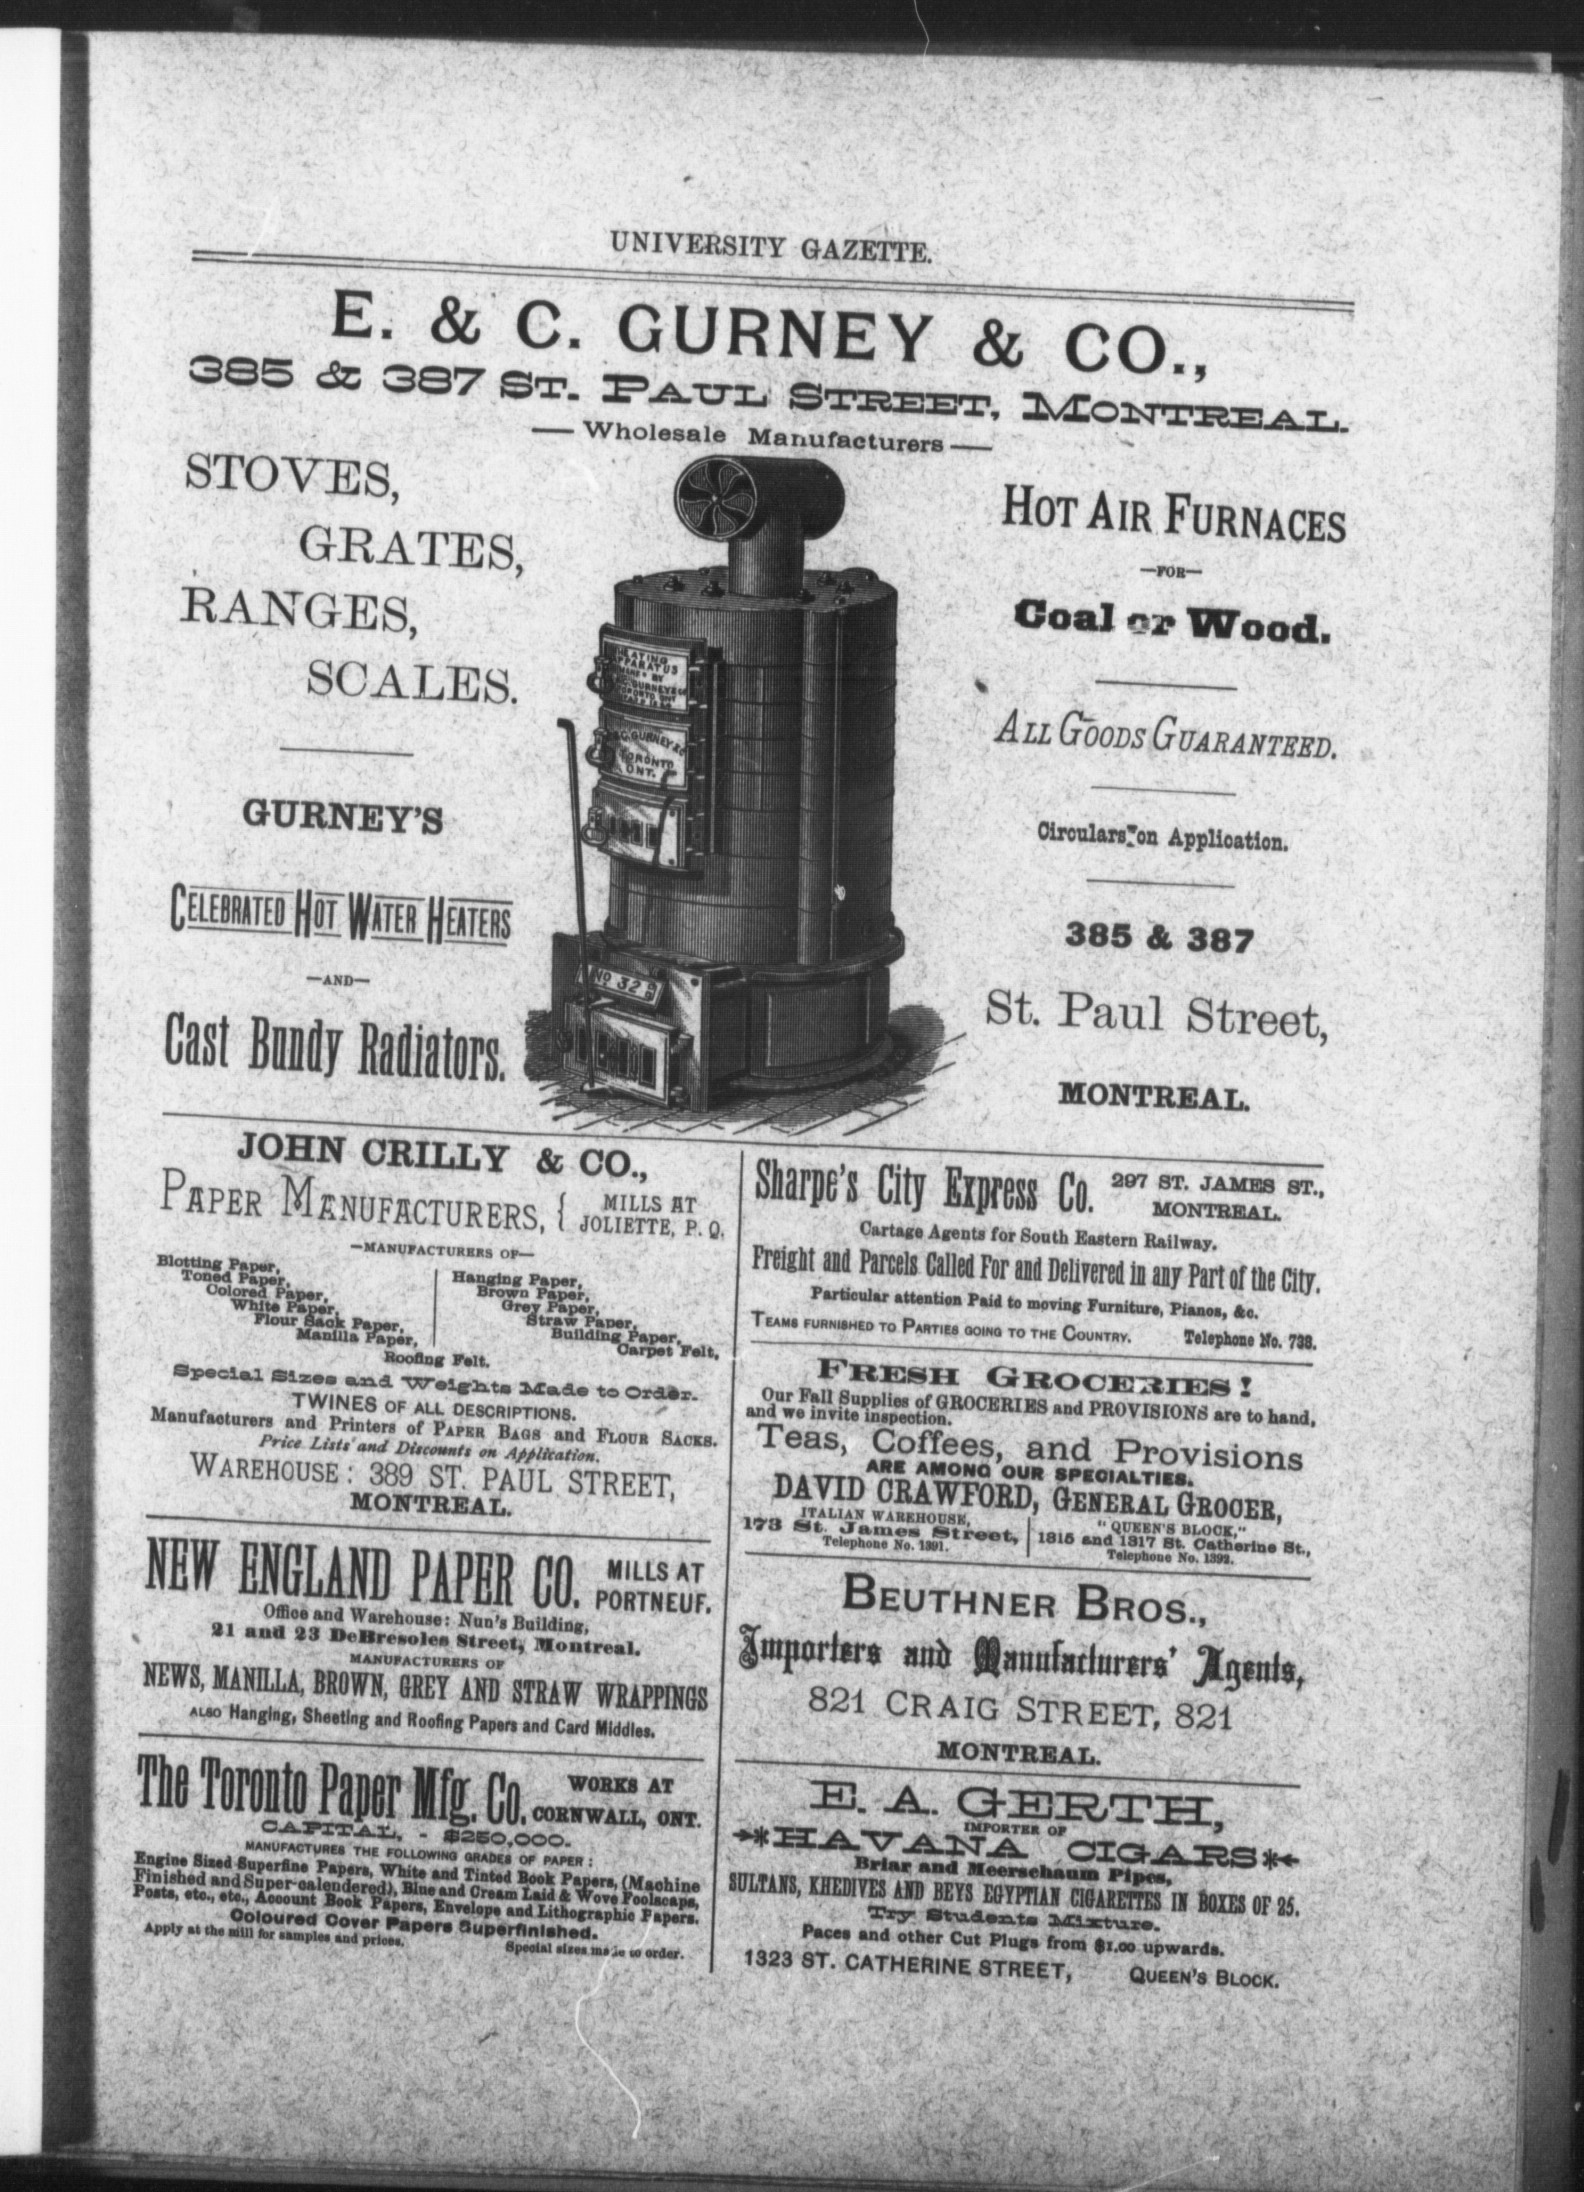 UNIVERSITY GAZETTE.
E. & C. GURNEY & CO.,
385 & 387 ST. PAUL STREET, MONTREAL.
— Wholesale Manufacturers —
STOVES,
GRATES,
RANGES,
SCALES.
GURNEY'S
CELEBRATED HOT WATER HEATERS
—AND—
Cast Bundy Radiators.
HEATING
APPARATUS
GURNEY & CO
TORONTO
ONT.
NO 32
HOT AIR FURNACES
—FOR—
Coal or Wood.
ALL GOODS GUARANTEED.
Circulars on Application.
385 & 387
St. Paul Street,
MONTREAL.
JOHN CRILLY & CO.,
PAPER MANUFACTURERS, { MILLS AT
JOLIETTE, P. Q.
—MANUFACTURERS OF—
Blotting Paper,
Toned Paper,
Colored Paper,
White Paper,
Flour Sack Paper,
Manilla Paper,
Hanging Paper,
Brown Paper,
Grey Paper,
Straw Paper,
Building Paper,
Carpet Felt,
Roofing Felt.
Special Sizes and Weights Made to Order.
TWINES OF ALL DESCRIPTIONS.
Manufacturers and Printers of PAPER BAGS and FLOUR SACKS.
Price Lists and Discounts on Application.
WAREHOUSE: 389 ST. PAUL STREET,
MONTREAL.
NEW ENGLAND PAPER CO. MILLS AT
PORTNEUF.
Office and Warehouse: Nun's Building,
21 and 23 DeBresoles Street, Montreal.
MANUFACTURERS OF
NEWS, MANILLA, BROWN, GREY AND STRAW WRAPPINGS
ALSO Hanging, Sheeting and Roofing Papers and Card Middles.
The Toronto Paper Mfg. Co. WORKS AT
CORNWALL, ONT.
CAPITAL, - $250,000.
MANUFACTURES THE FOLLOWING GRADES OF PAPER:
Engine Sized Superfine Papers, White and Tinted Book Papers, (Machine
Finished and Super-calendered), Blue and Cream Laid & Wove Foolscaps,
Posts, etc., etc., Account Book Papers, Envelope and Lithographic Papers.
Coloured Cover Papers Superfinished.
Apply at the mill for samples and prices. Special sizes made to order.
Sharpe's City Express Co. 297 ST. JAMES ST.,
MONTREAL.
Cartage Agents for South Eastern Railway.
Freight and Parcels Called For and Delivered in any Part of the City.
Particular attention Paid to moving Furniture, Pianos, &c.
TEAMS FURNISHED TO PARTIES GOING TO THE COUNTRY. Telephone No. 738.
FRESH GROCERIES!
Our Fall Supplies of GROCERIES and PROVISIONS are to hand,
and we invite inspection.
Teas, Coffees, and Provisions
ARE AMONG OUR SPECIALTIES.
DAVID CRAWFORD, GENERAL GROCER,
ITALIAN WAREHOUSE,
173 St. James Street,
Telephone No. 1391.
"QUEEN'S BLOCK,"
1315 and 1317 St. Catherine St.,
Telephone No. 1392.
BEUTHNER BROS.,
Importers and Manufacturers' Agents,
821 CRAIG STREET, 821
MONTREAL.
E. A. GERTH,
IMPORTER OF
HAVANA CIGARS
Briar and Meerschaum Pipes,
SULTANS, KHEDIVES AND BEYS EGYPTIAN CIGARETTES IN BOXES OF 25.
Try Students Mixture.
Paces and other Cut Plugs from $1.00 upwards.
1323 ST. CATHERINE STREET, QUEEN'S BLOCK.